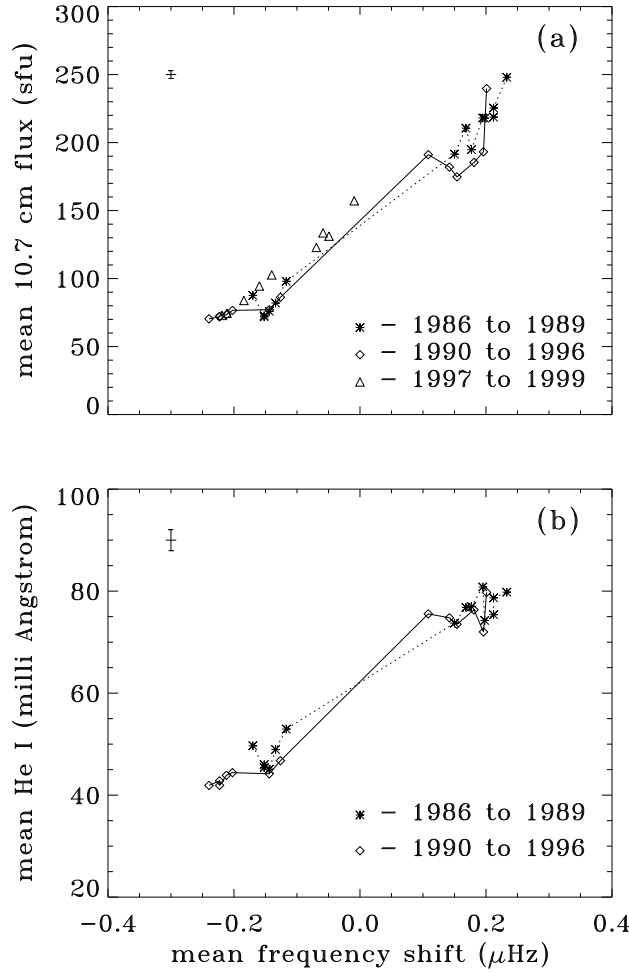 300
(a)
250
200
150
100
50
0
mean 10.7 cm flux (sfu)
– 1986 to 1989
– 1990 to 1996
– 1997 to 1999
100
(b)
80
60
40
20
mean He I (milli Angstrom)
– 1986 to 1989
– 1990 to 1996
−0.4 −0.2 0.0 0.2 0.4
mean frequency shift (μHz)